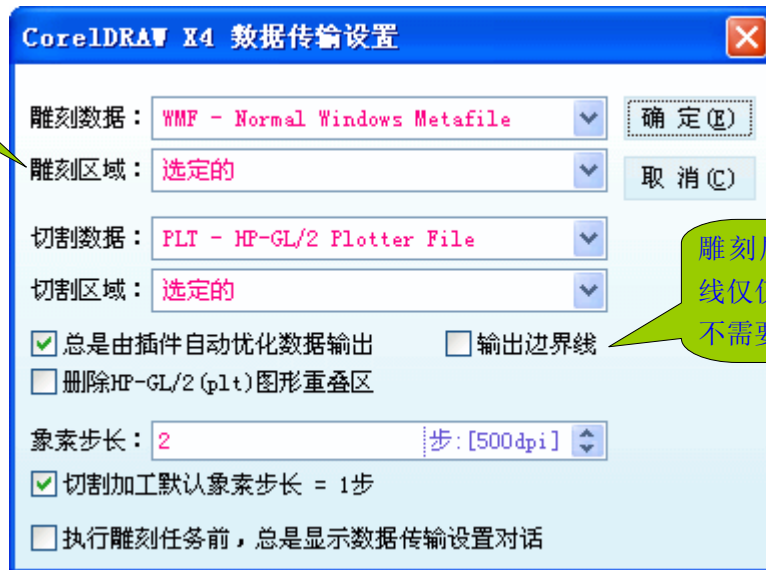 CorelDRAW X4 数据传输设置
雕刻数据： WMF - Normal Windows Metafile
确 定(E)
雕刻区域： 选定的
取 消(C)
切割数据： PLT - HP-GL/2 Plotter File
切割区域： 选定的
雕刻
线仅
不需要
总是由插件自动优化数据输出
输出边界线
删除HP-GL/2(plt)图形重叠区
象素步长： 2 步:[500dpi]
切割加工默认象素步长 = 1步
执行雕刻任务前，总是显示数据传输设置对话